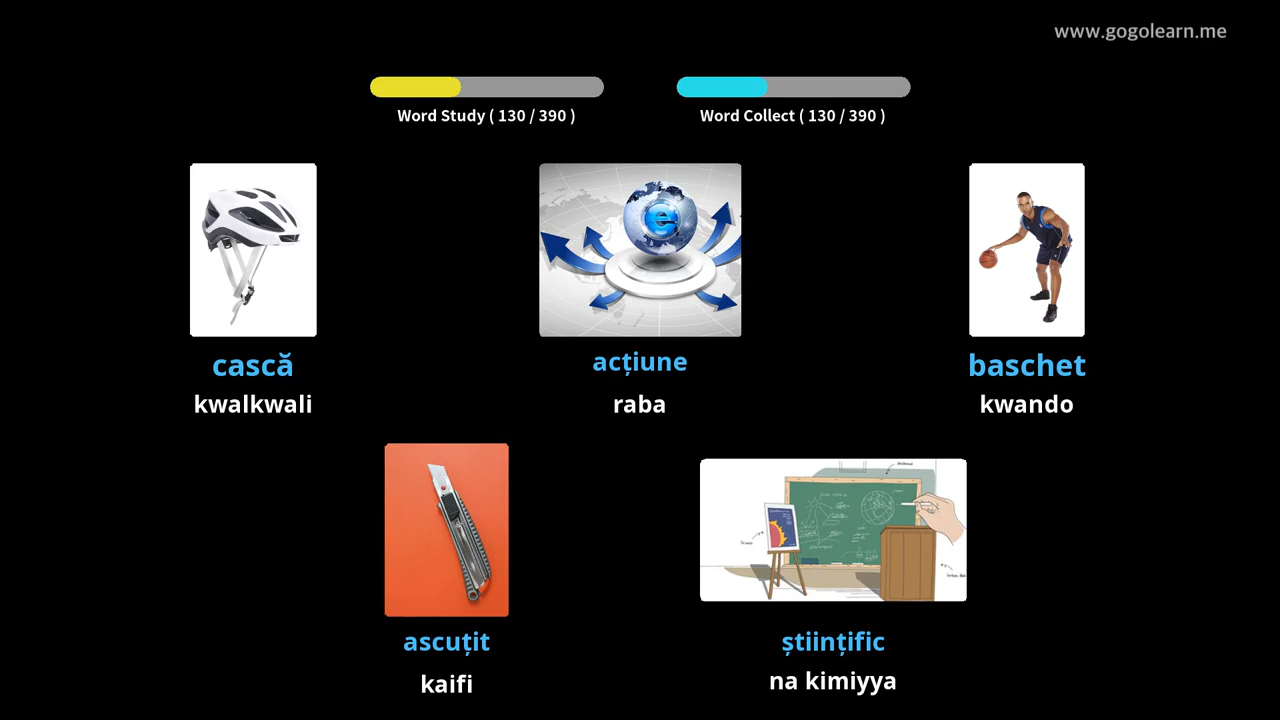 www.gogolearn.me
Word Study ( 130 / 390 )
Word Collect ( 130 / 390 )
cască
acțiune
baschet
kwalkwali
raba
kwando
ascuțit
științific
kaifi
na kimiyya